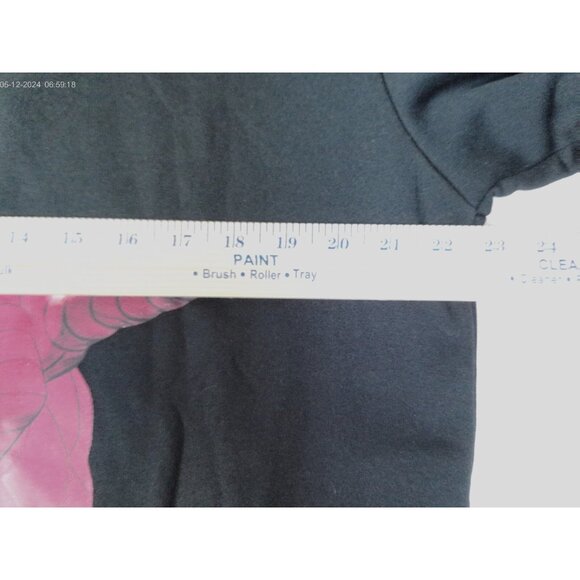 05-12-2024 06:59:18
14 15 16 17 18 19 20 21 22 23 24
PAINT
• Brush • Roller • Tray
CLEA
• Cleaner •